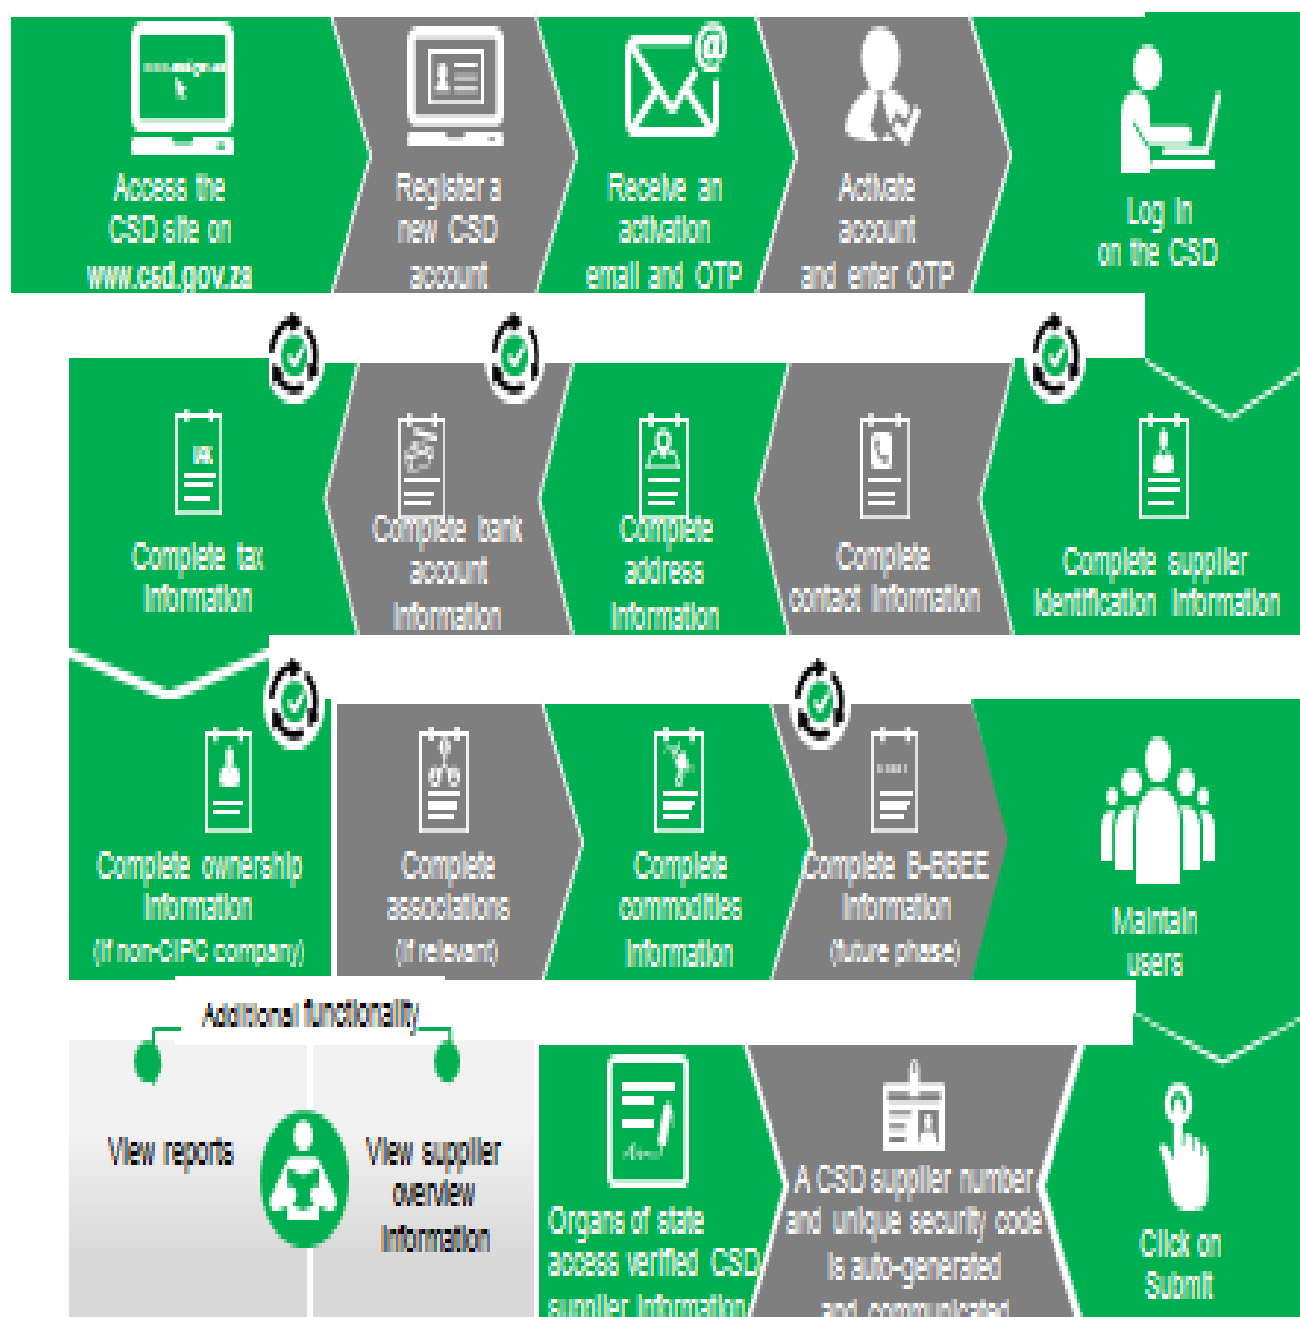 Access the
CSD site on
www.csd.gov.za
Register a
new CSD
account
Receive an
activation
email and OTP
Activate
account
and enter OTP
Log in
on the CSD
Complete tax
information
Complete bank
account
information
Complete
address
information
Complete
contact information
Complete supplier
identification information
Complete ownership
information
(if non-CIPC company)
Complete
associations
(if relevant)
Complete
commodities
information
Complete B-BBEE
information
(future phase)
Maintain
users
Additional functionality
View reports
View supplier
overview
information
Organs of state
access verified CSD
supplier information
A CSD supplier number
and unique security code
is auto-generated
and communicated
Click on
Submit